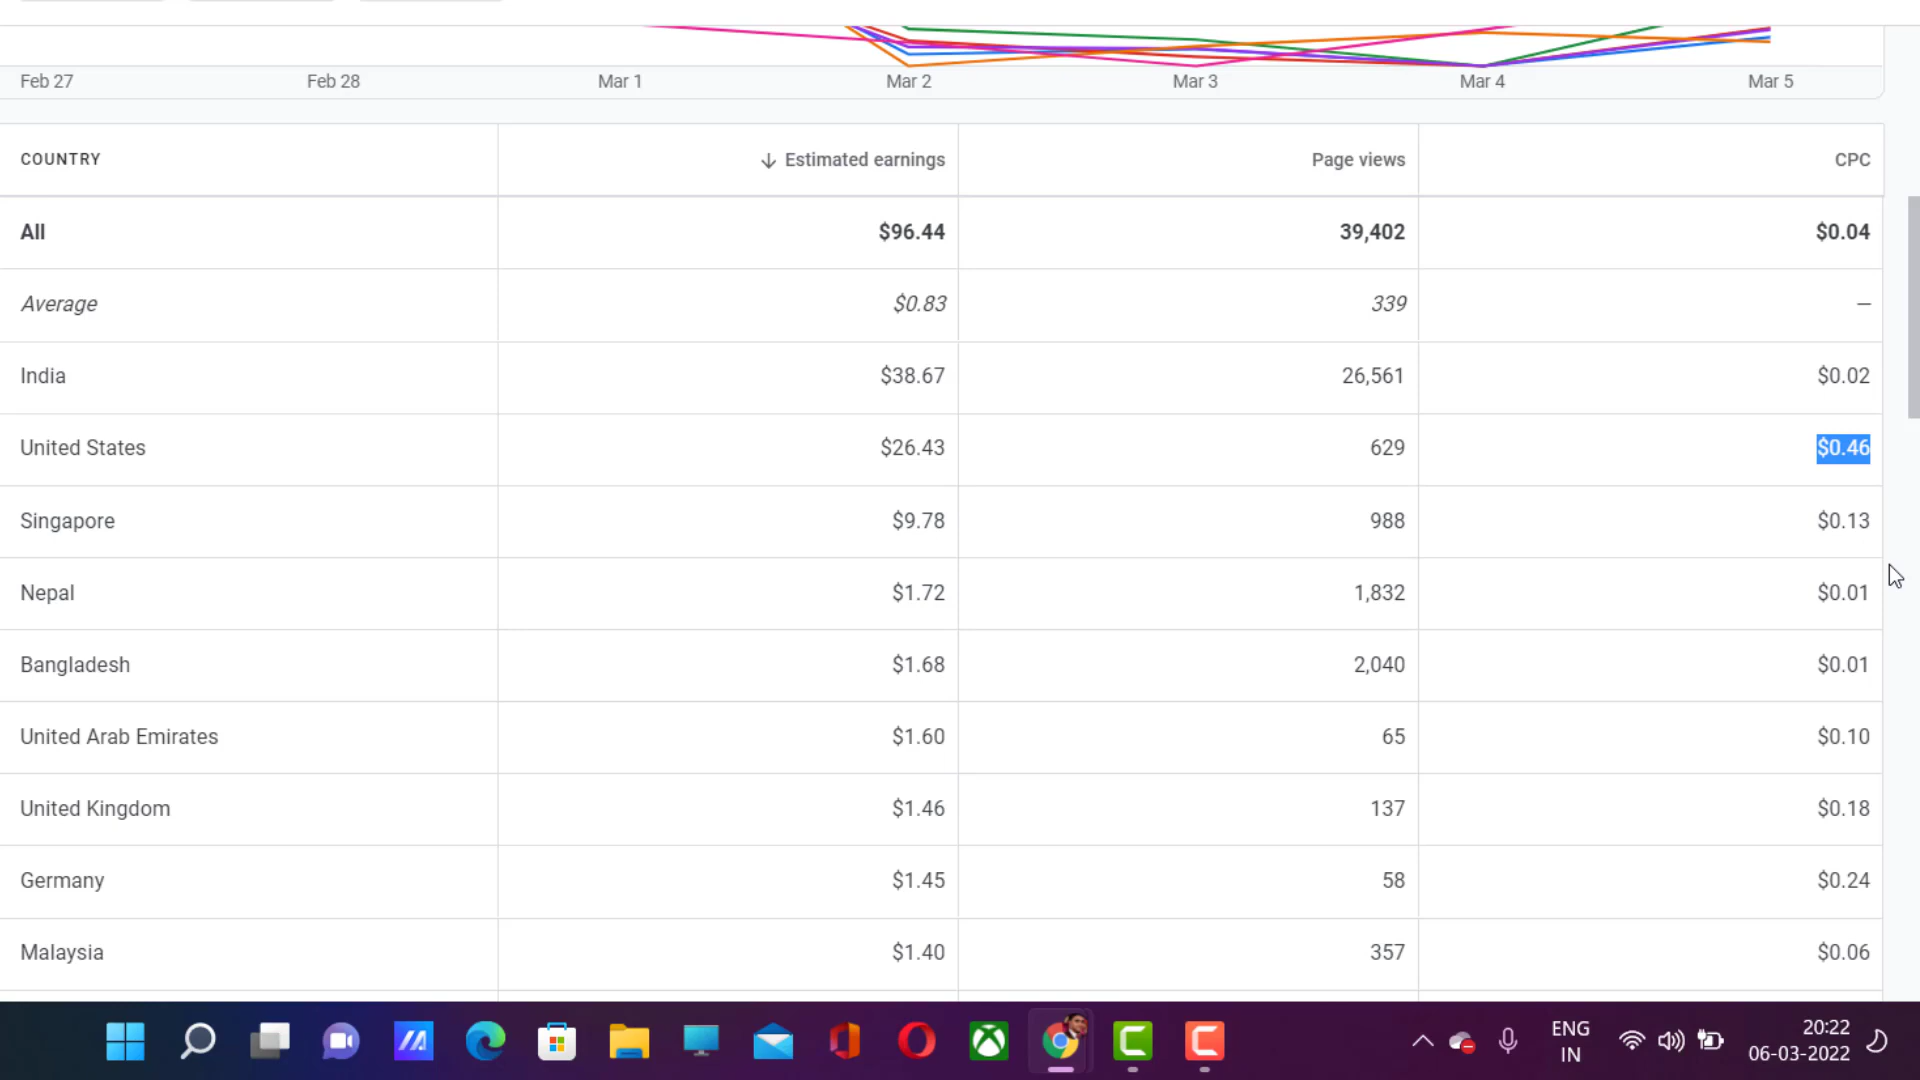 Feb 27 Feb 28 Mar 1 Mar 2 Mar 3 Mar 4 Mar 5
COUNTRY Estimated earnings Page views CPC
All $96.44 39,402 $0.04
Average $0.83 339 —
India $38.67 26,561 $0.02
United States $26.43 629 $0.46
Singapore $9.78 988 $0.13
Nepal $1.72 1,832 $0.01
Bangladesh $1.68 2,040 $0.01
United Arab Emirates $1.60 65 $0.10
United Kingdom $1.46 137 $0.18
Germany $1.45 58 $0.24
Malaysia $1.40 357 $0.06
ENG 20:22
IN 06-03-2022